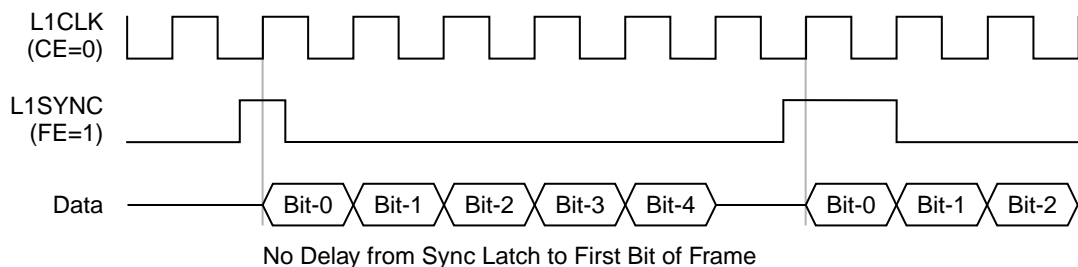 L1CLK
(CE=0)
L1SYNC
(FE=1)
Data Bit-0 Bit-1 Bit-2 Bit-3 Bit-4 Bit-0 Bit-1 Bit-2
No Delay from Sync Latch to First Bit of Frame